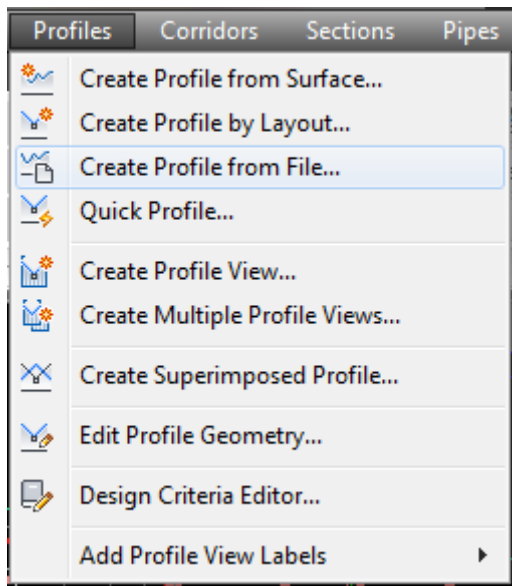 Profiles Corridors Sections Pipes
Create Profile from Surface...
Create Profile by Layout...
Create Profile from File...
Quick Profile...
Create Profile View...
Create Multiple Profile Views...
Create Superimposed Profile...
Edit Profile Geometry...
Design Criteria Editor...
Add Profile View Labels